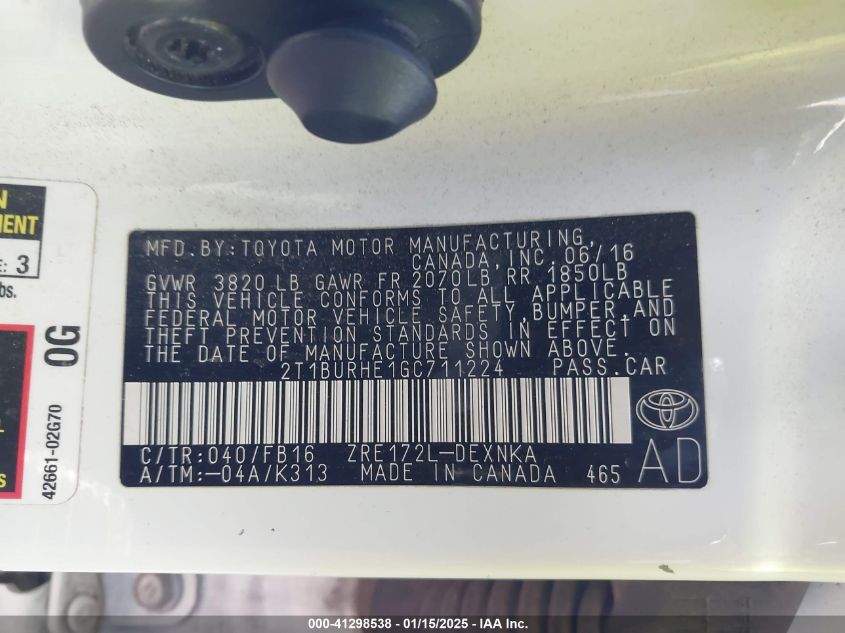 N
MENT
E: 3
bs.
0G
42661-02G70
L
S
MFD. BY: TOYOTA MOTOR MANUFACTURING,
CANADA, INC. 06/16
GVWR 3820 LB GAWR FR 2070LB RR 1850LB
THIS VEHICLE CONFORMS TO ALL APPLICABLE
FEDERAL MOTOR VEHICLE SAFETY, BUMPER, AND
THEFT PREVENTION STANDARDS IN EFFECT ON
THE DATE OF MANUFACTURE SHOWN ABOVE.
2T1BURHE1GC711224 PASS. CAR
C/TR: 040/FB16 ZRE172L-DEXNKA
A/TM: -04A/K313 MADE IN CANADA 465
AD
000-41298538 - 01/15/2025 - IAA Inc.